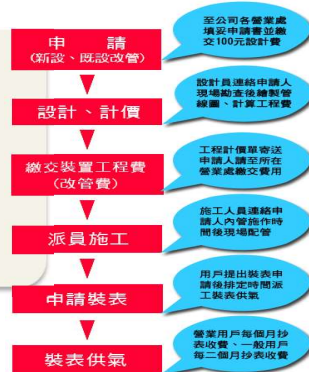 申　請
(新設、既設改管)
至公司各營業處
填妥申請書並繳
交100元設計費
設計、計價
設計員連絡申請人
現場勘查後繪製管
線圖、計算工程費
繳交裝置工程費
(改管費)
工程計價單寄送
申請人請至所在
營業處繳交費用
派員施工
施工人員連絡申
請人內管施作時
間後現場配管
申請裝表
用戶提出裝表申
請後排定時間派
工裝表供氣
裝表供氣
營業用戶每個月抄
表收費、一般用戶
每二個月抄表收費